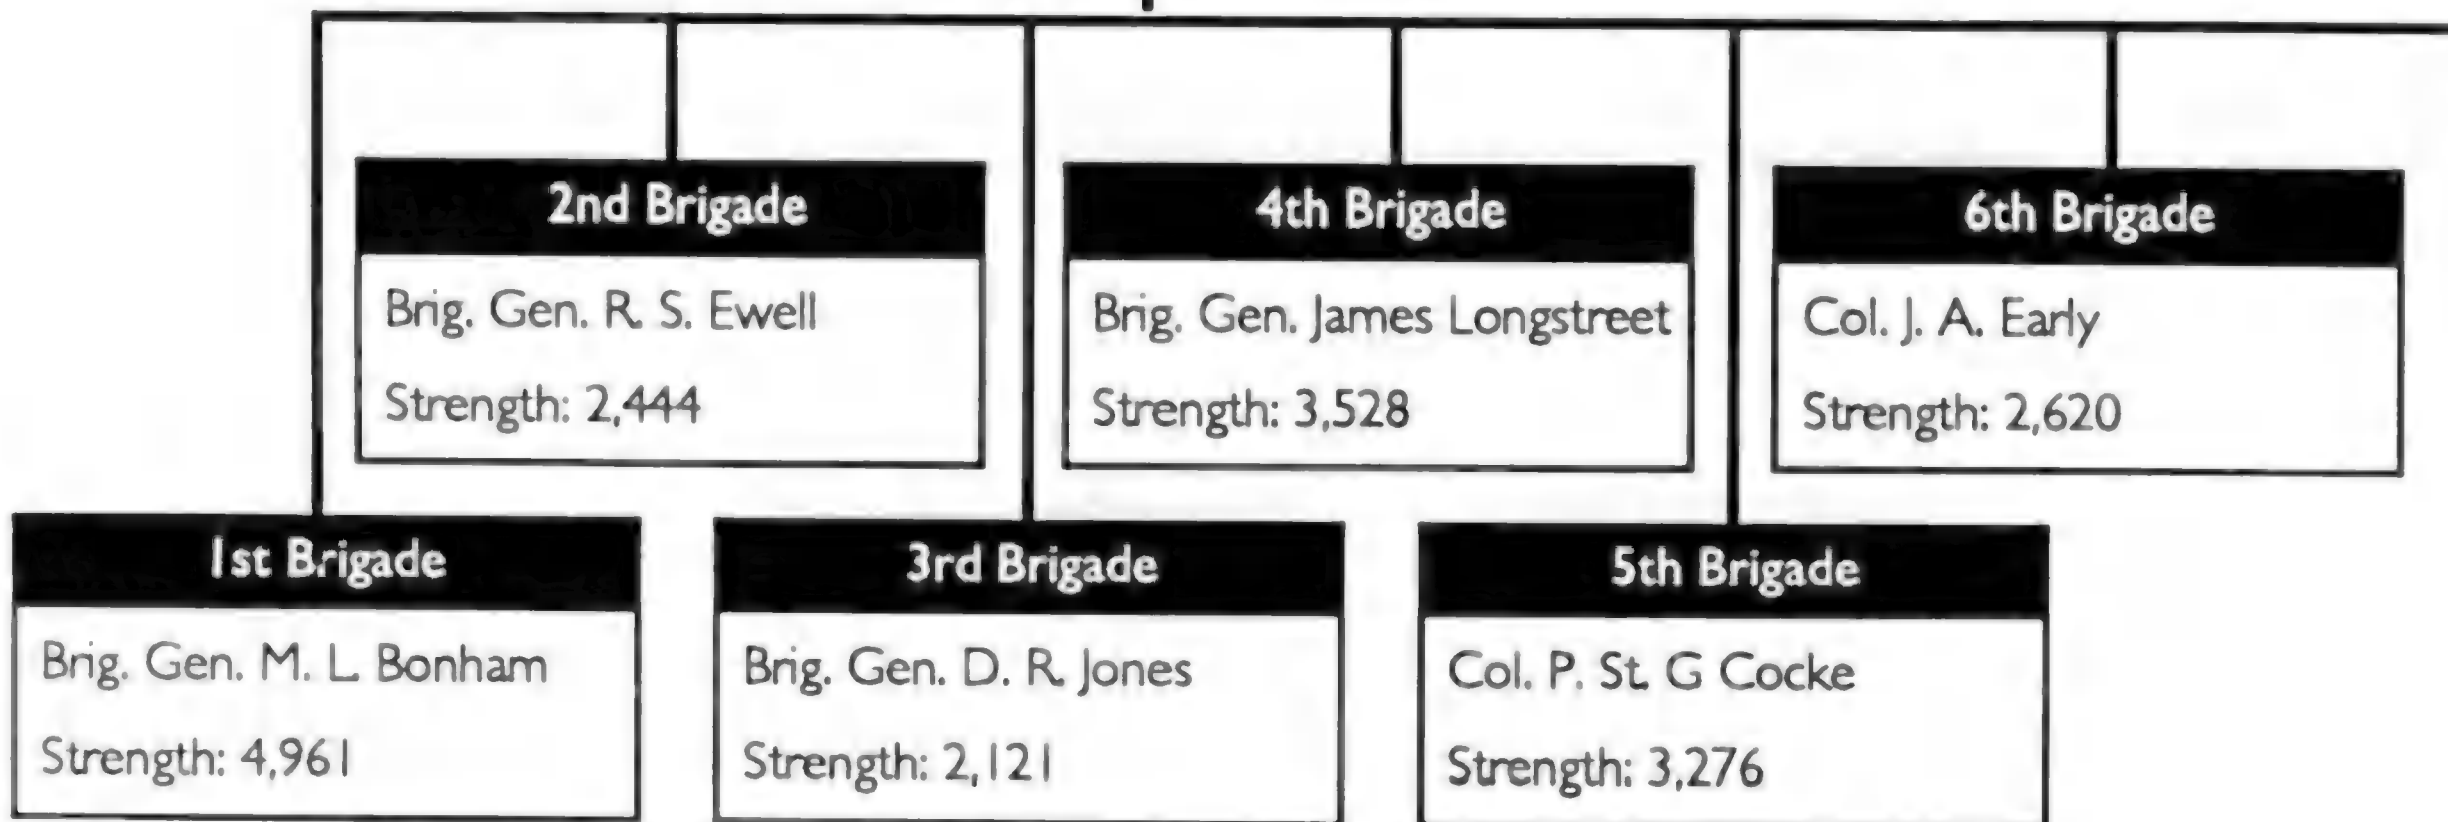 2nd Brigade
Brig. Gen. R. S. Ewell
Strength: 2,444
4th Brigade
Brig. Gen. James Longstreet
Strength: 3,528
6th Brigade
Col. J. A. Early
Strength: 2,620
1st Brigade
Brig. Gen. M. L. Bonham
Strength: 4,961
3rd Brigade
Brig. Gen. D. R. Jones
Strength: 2,121
5th Brigade
Col. P. St. G Cocke
Strength: 3,276